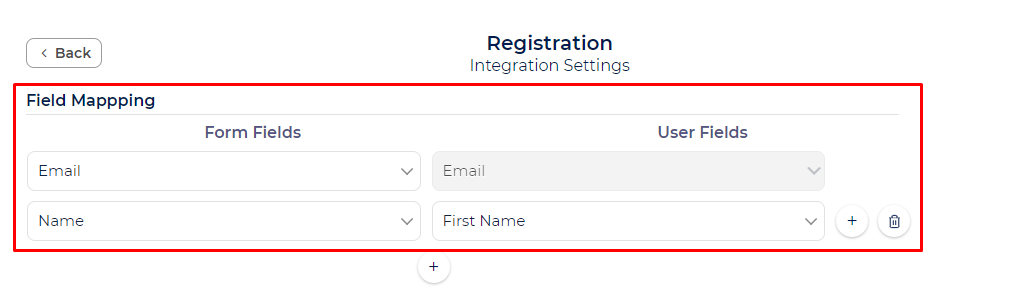 Back
Registration
Integration Settings
Field Mappping
Form Fields User Fields
Email Email
Name First Name